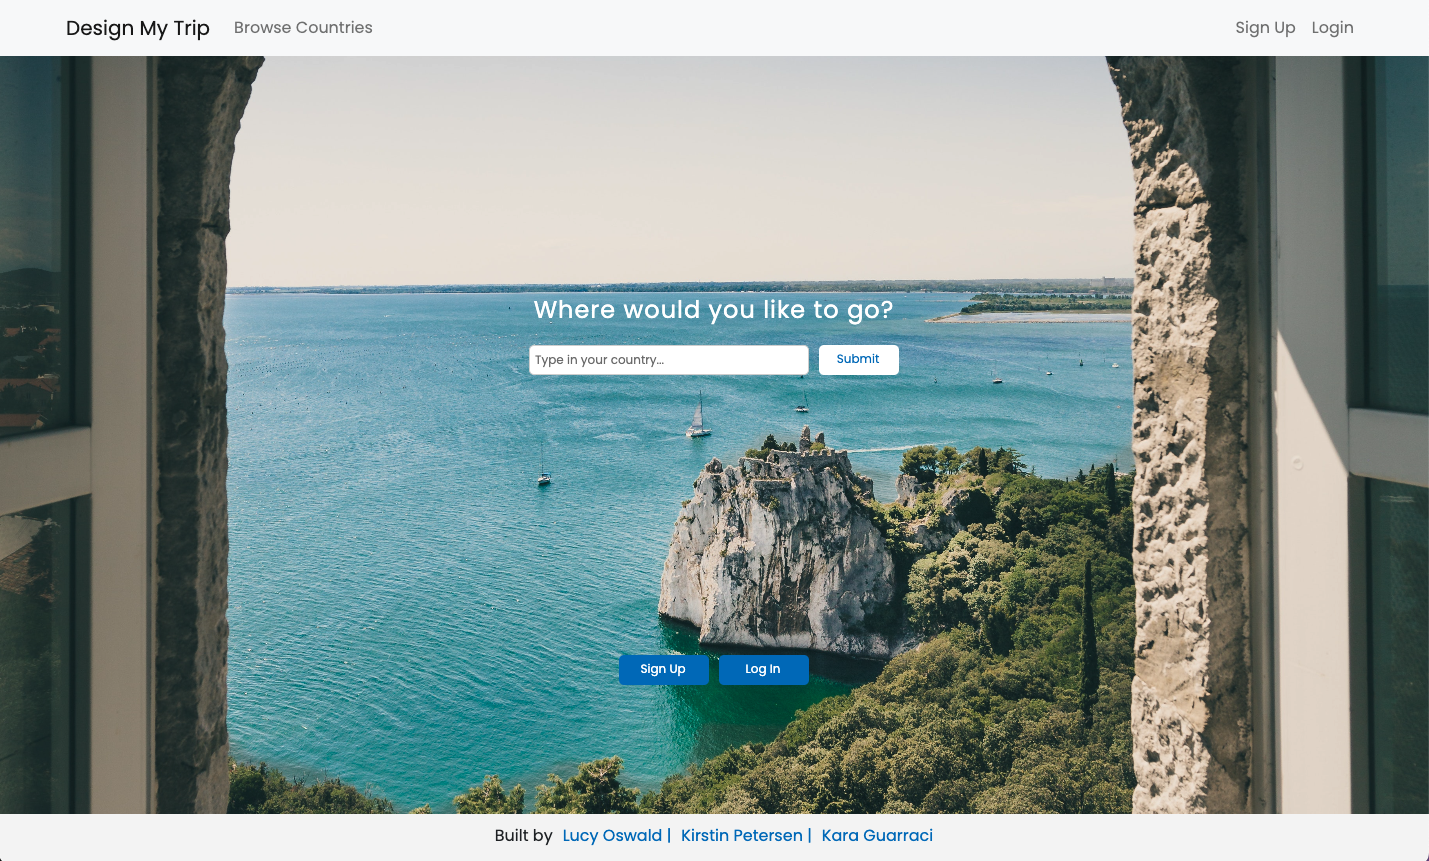 Design My Trip Browse Countries Sign Up Login
Where would you like to go?
Type in your country... Submit
Sign Up Log In
Built by Lucy Oswald | Kirstin Petersen | Kara Guarraci